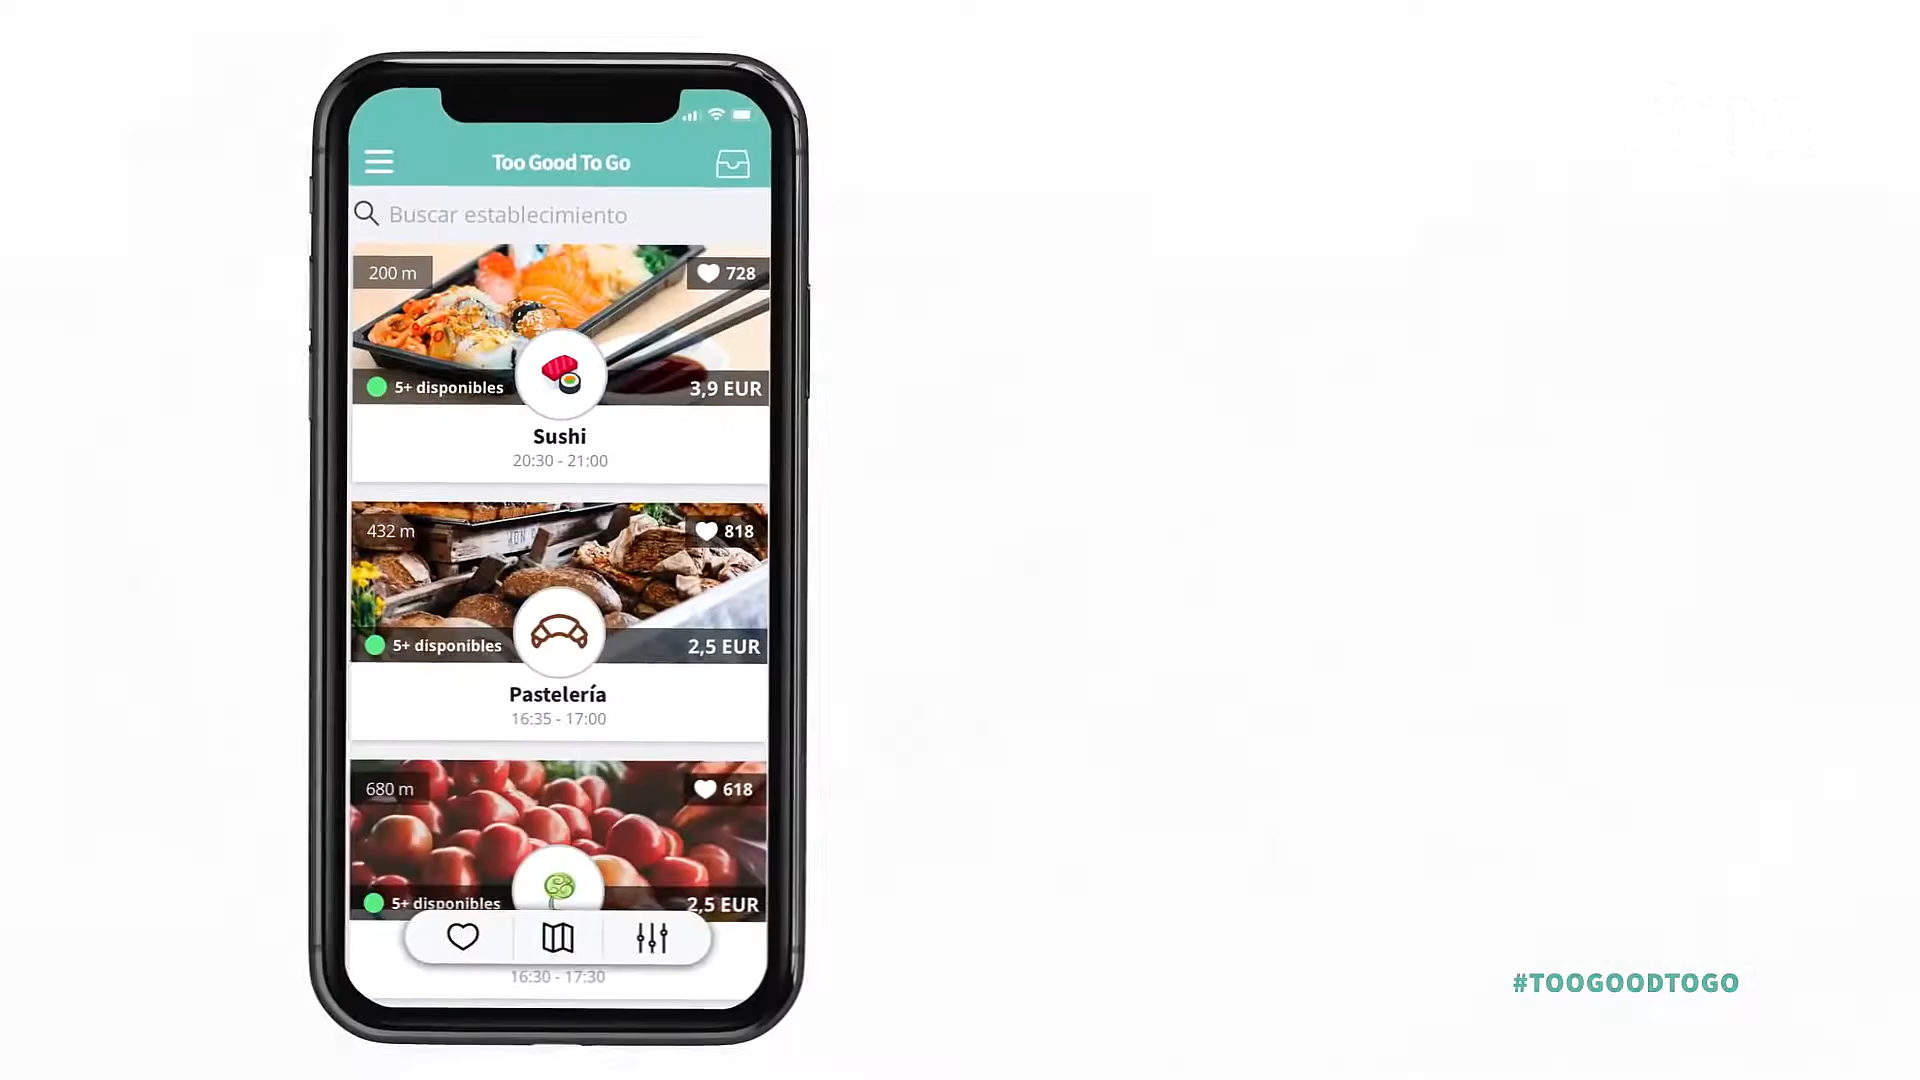 Too Good To Go
Buscar establecimiento
200 m
728
5+ disponibles
3,9 EUR
Sushi
20:30 - 21:00
432 m
818
5+ disponibles
2,5 EUR
Pastelería
16:35 - 17:00
680 m
618
5+ disponibles
2,5 EUR
16:30 - 17:30
#TOOGOODTOGO